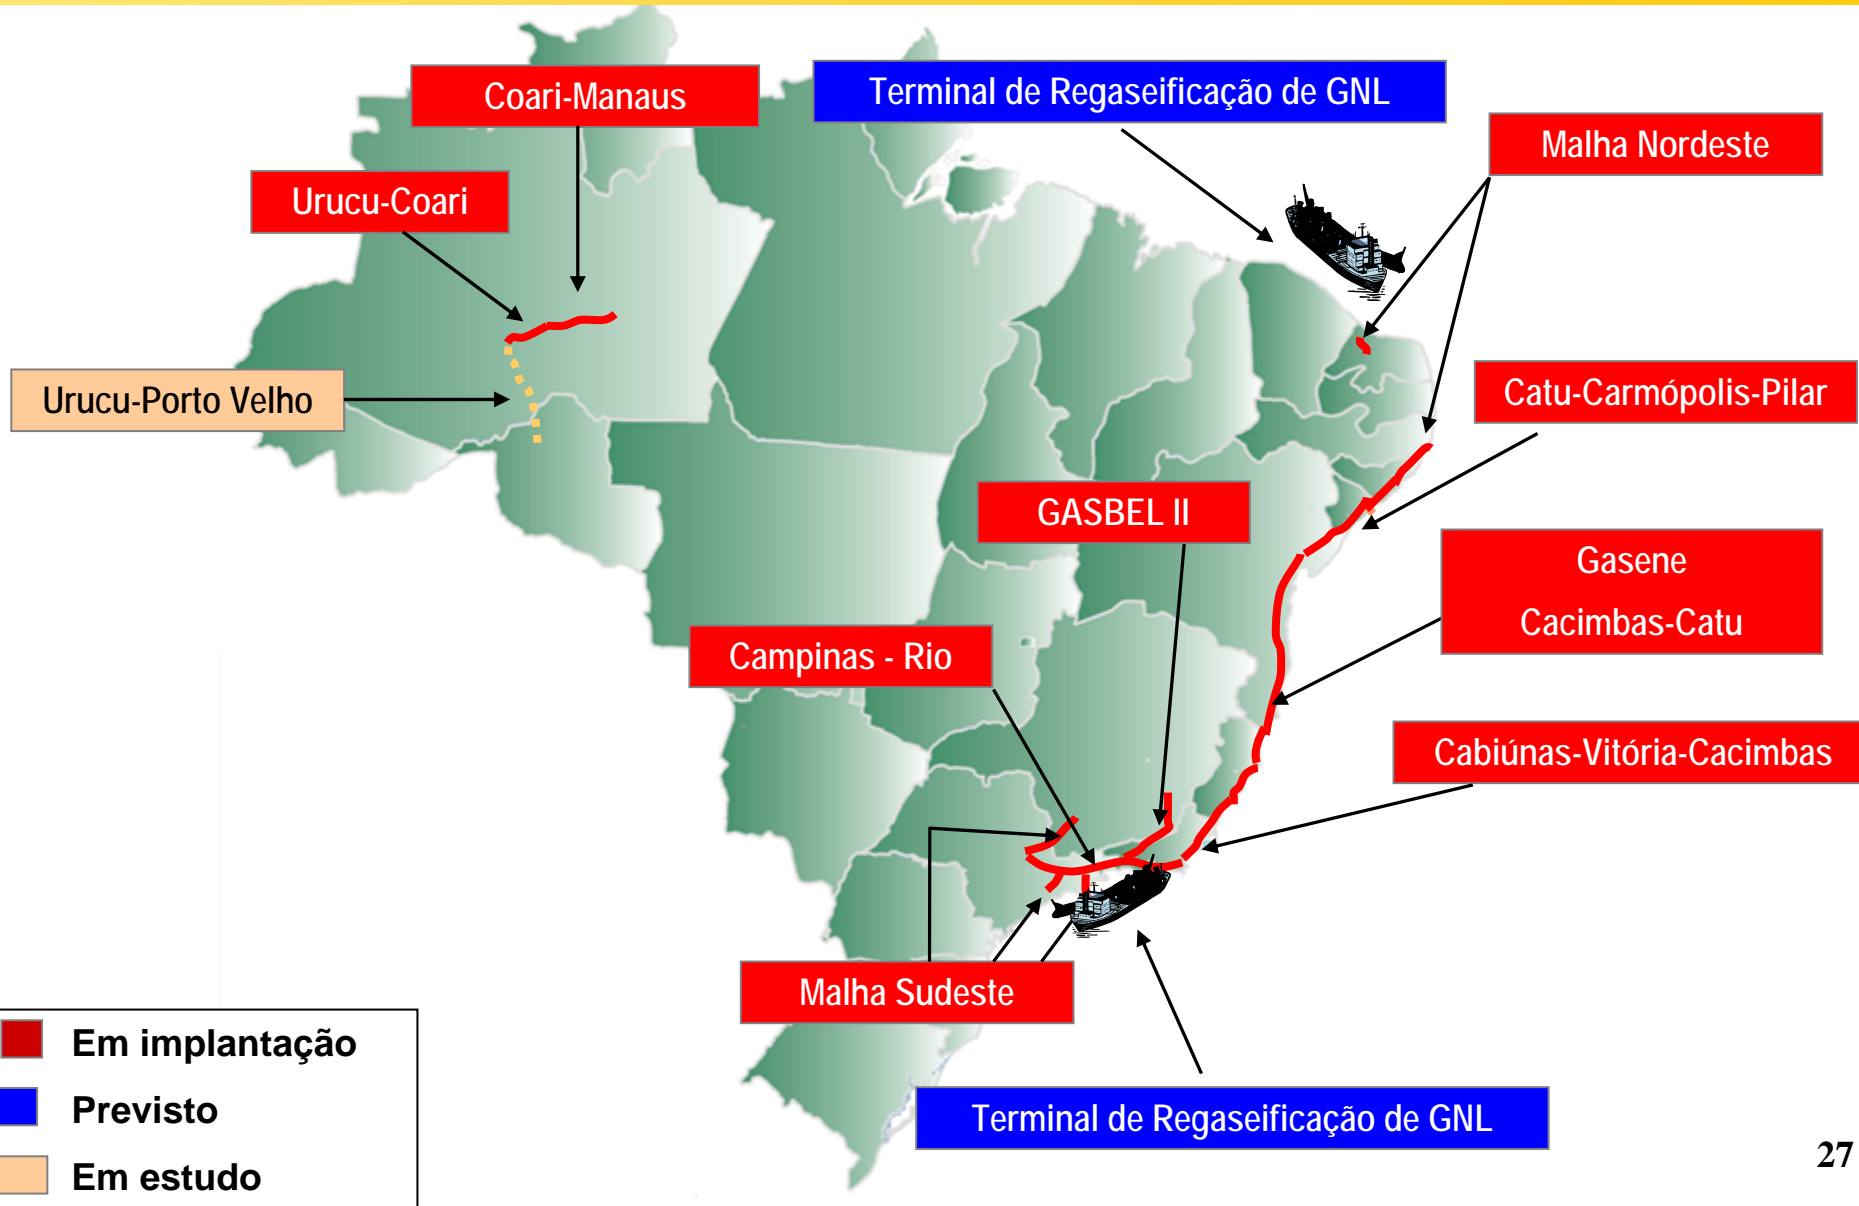 Coari-Manaus
Terminal de Regaseificação de GNL
Malha Nordeste
Urucu-Coari
Urucu-Porto Velho
Catu-Carmópolis-Pilar
GASBEL II
Gasene
Cacimbas-Catu
Campinas - Rio
Cabiúnas-Vitória-Cacimbas
Malha Sudeste
Terminal de Regaseificação de GNL
Em implantação
Previsto
Em estudo
27